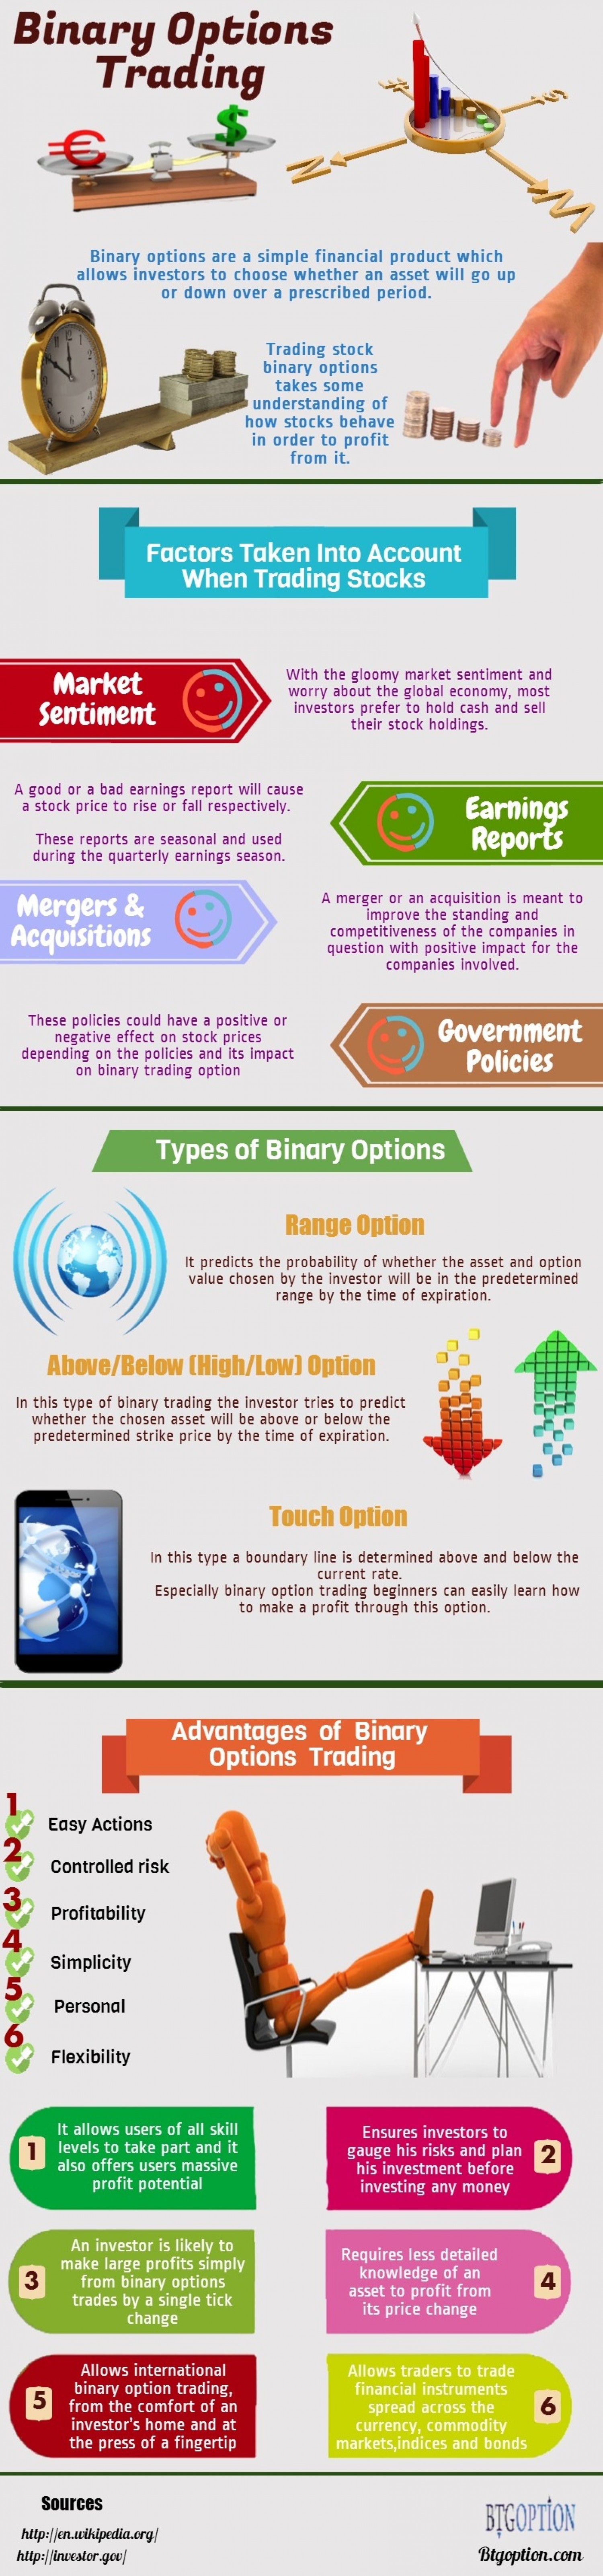 Binary Options
Trading
€
$
N
E
S
W
Binary options are a simple financial product which
allows investors to choose whether an asset will go up
or down over a prescribed period.
Trading stock
binary options
takes some
understanding of
how stocks behave
in order to profit
from it.
Factors Taken Into Account
When Trading Stocks
Market
Sentiment
With the gloomy market sentiment and
worry about the global economy, most
investors prefer to hold cash and sell
their stock holdings.
A good or a bad earnings report will cause
a stock price to rise or fall respectively.
These reports are seasonal and used
during the quarterly earnings season.
Earnings
Reports
Mergers &
Acquisitions
A merger or an acquisition is meant to
improve the standing and
competitiveness of the companies in
question with positive impact for the
companies involved.
These policies could have a positive or
negative effect on stock prices
depending on the policies and its impact
on binary trading option
Government
Policies
Types of Binary Options
Range Option
It predicts the probability of whether the asset and option
value chosen by the investor will be in the predetermined
range by the time of expiration.
Above/Below (High/Low) Option
In this type of binary trading the investor tries to predict
whether the chosen asset will be above or below the
predetermined strike price by the time of expiration.
Touch Option
In this type a boundary line is determined above and below the
current rate.
Especially binary option trading beginners can easily learn how
to make a profit through this option.
Advantages of Binary
Options Trading
1 Easy Actions
2 Controlled risk
3 Profitability
4 Simplicity
5 Personal
6 Flexibility
1
It allows users of all skill
levels to take part and it
also offers users massive
profit potential
Ensures investors to
gauge his risks and plan
his investment before
investing any money
2
3
An investor is likely to
make large profits simply
from binary options
trades by a single tick
change
Requires less detailed
knowledge of an
asset to profit from
its price change
4
5
Allows international
binary option trading,
from the comfort of an
investor's home and at
the press of a fingertip
Allows traders to trade
financial instruments
spread across the
currency, commodity
markets,indices and bonds
6
Sources
http://en.wikipedia.org/
http://investor.gov/
BTGOPTION
Btgoption.com